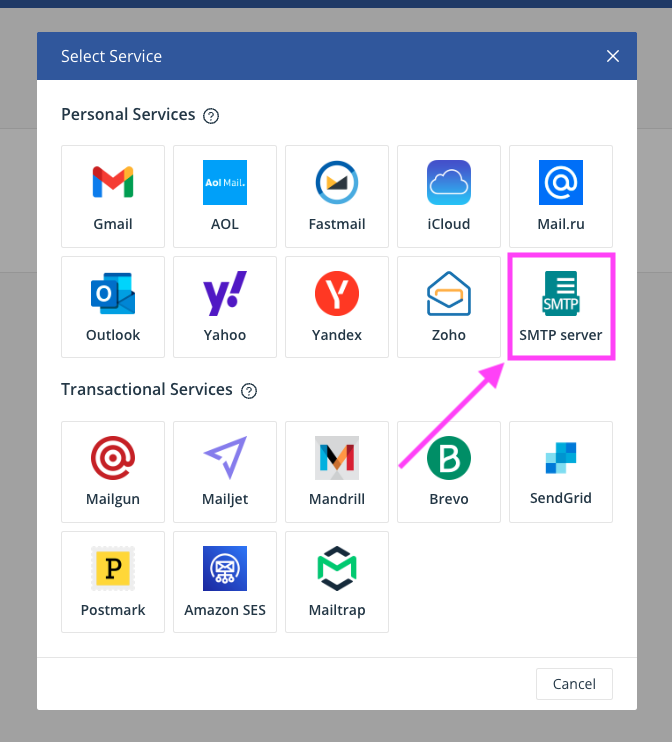 Select Service
Personal Services ?
Aol Mail.
Gmail AOL Fastmail iCloud Mail.ru
SMTP
Outlook Yahoo Yandex Zoho SMTP server
Transactional Services ?
Mailgun Mailjet Mandrill Brevo SendGrid
Postmark Amazon SES Mailtrap
Cancel